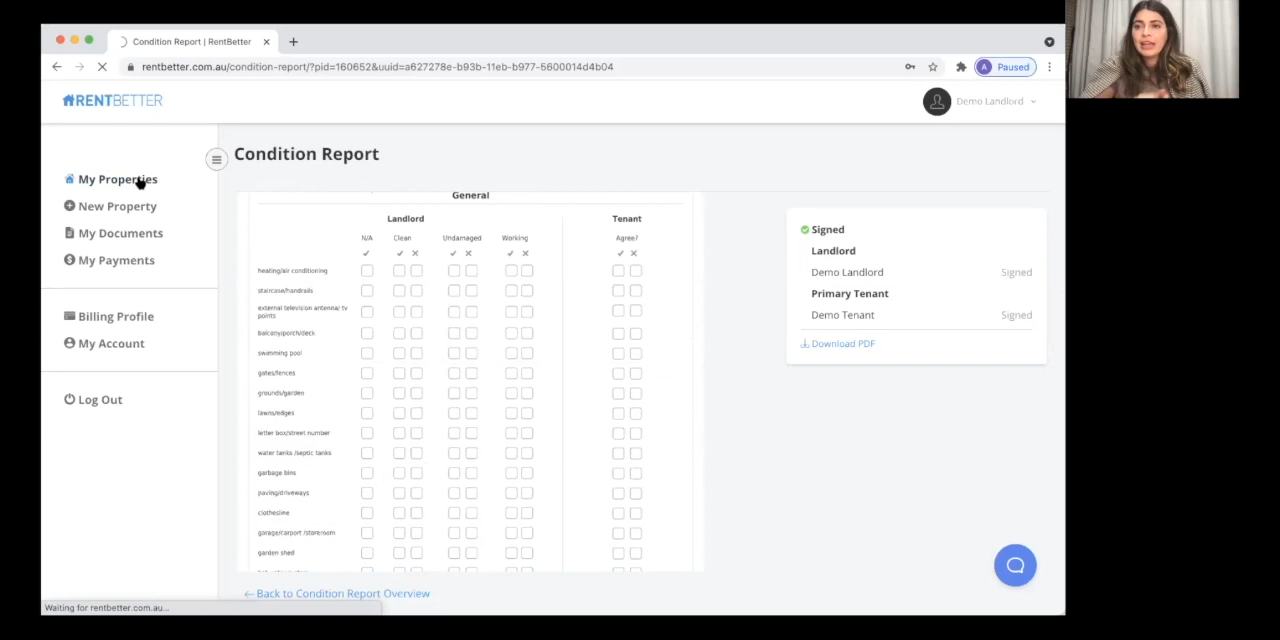 Condition Report | RentBetter
rentbetter.com.au/condition-report/?pid=160652&uuid=a627278e-b93b-11eb-b977-5600014d4b04
A Paused
RENTBETTER
Demo Landlord
My Properties
New Property
My Documents
My Payments
Billing Profile
My Account
Log Out
Condition Report
General
Landlord
Tenant
N/A Clean Undamaged Working Agree?
heating/air conditioning
staircase/handrails
external television antenna/ tv
points
balcony/porch/deck
swimming pool
gates/fences
grounds/garden
lawns/edges
letter box/street number
water tanks /septic tanks
garbage bins
paving/driveways
clothesline
garage/carport /storeroom
garden shed
Signed
Landlord
Demo Landlord Signed
Primary Tenant
Demo Tenant Signed
Download PDF
Back to Condition Report Overview
Waiting for rentbetter.com.au...